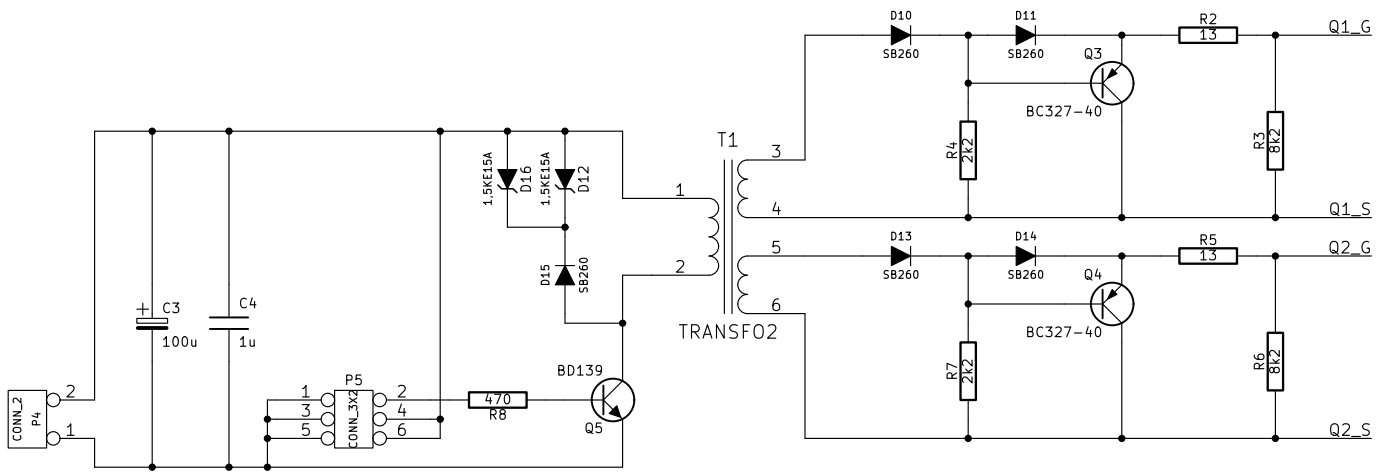 D10
SB260
D11
SB260
Q3
BC327-40
R2
13
Q1_G
R4
2k2
R3
8k2
Q1_S
T1
3
4
1
2
5
6
TRANSFO2
1,5KE15A
D16
1,5KE15A
D12
D15
SB260
D13
SB260
D14
SB260
Q4
BC327-40
R5
13
Q2_G
R7
2k2
R6
8k2
Q2_S
C3
100u
C4
1u
CONN_2
P4
2
1
P5
CONN_3X2
1
3
5
2
4
6
470
R8
BD139
Q5